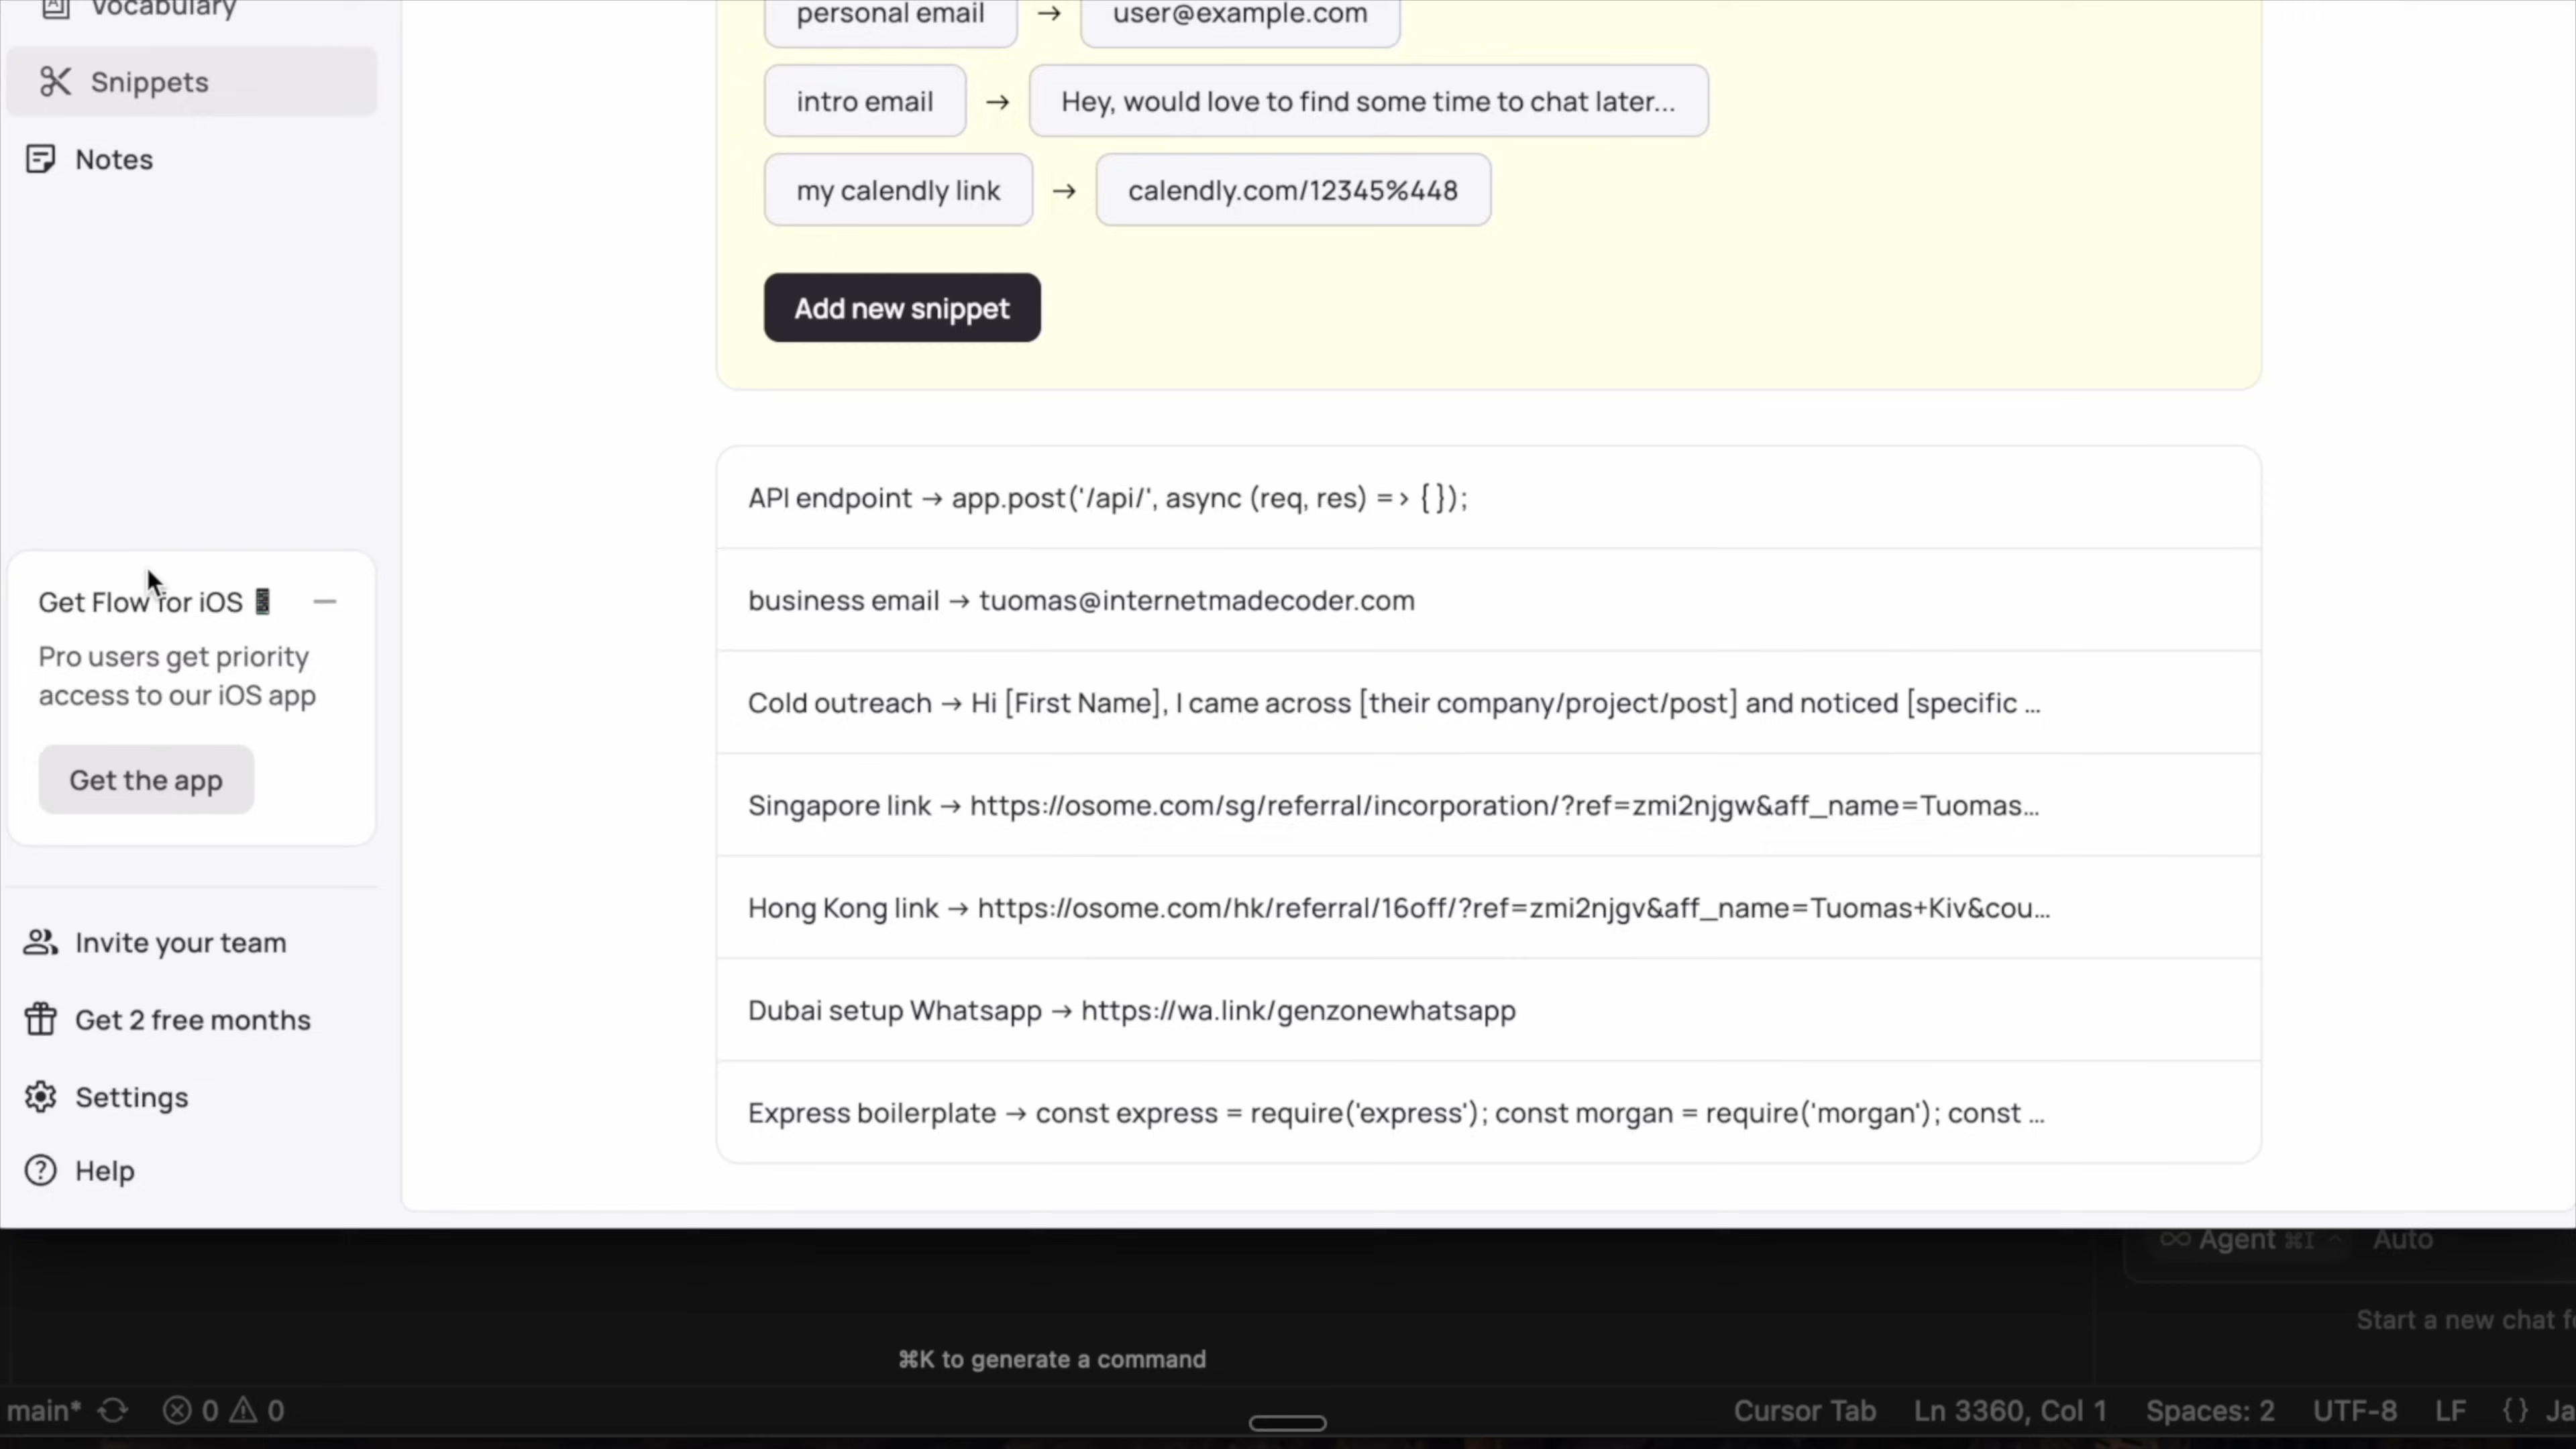 Vocabulary
Snippets
Notes
Get Flow for iOS
Pro users get priority
access to our iOS app
Get the app
Invite your team
Get 2 free months
Settings
Help
personal email → user@example.com
intro email → Hey, would love to find some time to chat later...
my calendly link → calendly.com/12345%448
Add new snippet
API endpoint → app.post('/api/', async (req, res) => {});
business email → tuomas@internetmadecoder.com
Cold outreach → Hi [First Name], I came across [their company/project/post] and noticed [specific ...
Singapore link → https://osome.com/sg/referral/incorporation/?ref=zmi2njgw&aff_name=Tuomas...
Hong Kong link → https://osome.com/hk/referral/16off/?ref=zmi2njgv&aff_name=Tuomas+Kiv&cou...
Dubai setup Whatsapp → https://wa.link/genzonewhatsapp
Express boilerplate → const express = require('express'); const morgan = require('morgan'); const ...
Agent ⌘I Auto
Start a new chat f
⌘K to generate a command
main* 0 0 Cursor Tab Ln 3360, Col 1 Spaces: 2 UTF-8 LF {} Ja